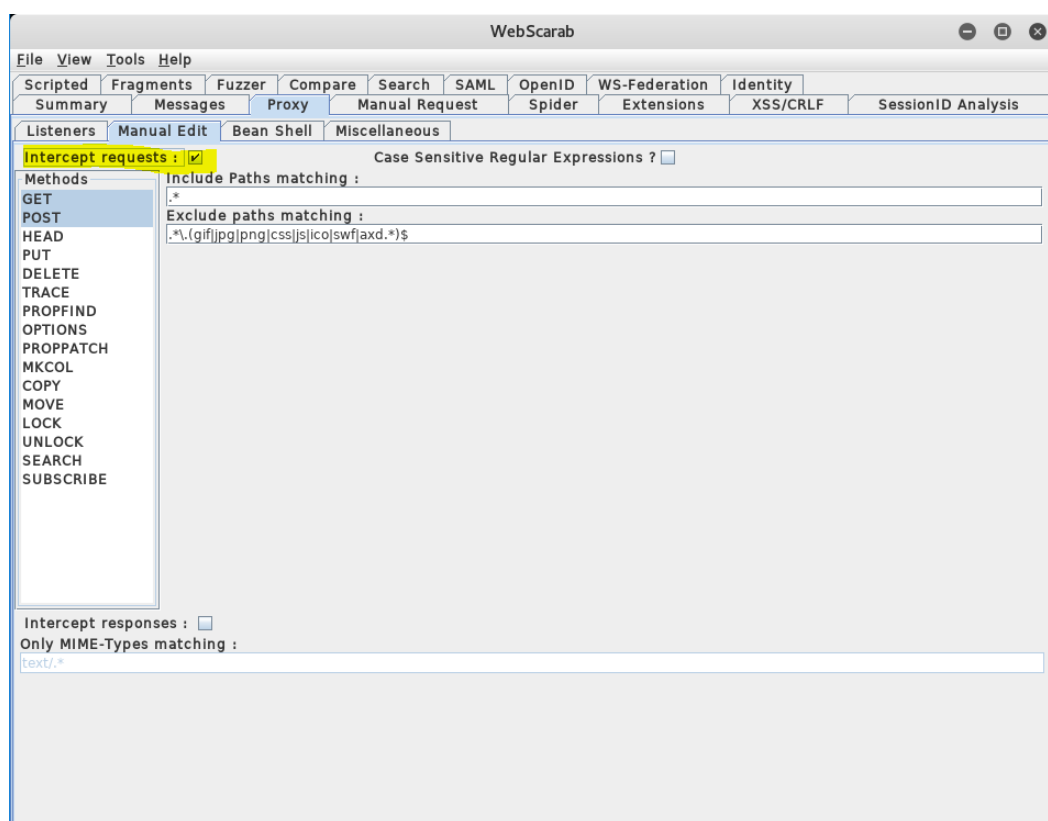 WebScarab
File View Tools Help
Scripted Fragments Fuzzer Compare Search SAML OpenID WS-Federation Identity
Summary Messages Proxy Manual Request Spider Extensions XSS/CRLF SessionID Analysis
Listeners Manual Edit Bean Shell Miscellaneous
Intercept requests : Case Sensitive Regular Expressions ?
Methods
Include Paths matching :
.*
Exclude paths matching :
.*\.(gif|jpg|png|css|js|ico|swf|axd.*)$
GET
POST
HEAD
PUT
DELETE
TRACE
PROPFIND
OPTIONS
PROPPATCH
MKCOL
COPY
MOVE
LOCK
UNLOCK
SEARCH
SUBSCRIBE
Intercept responses :
Only MIME-Types matching :
text/.*